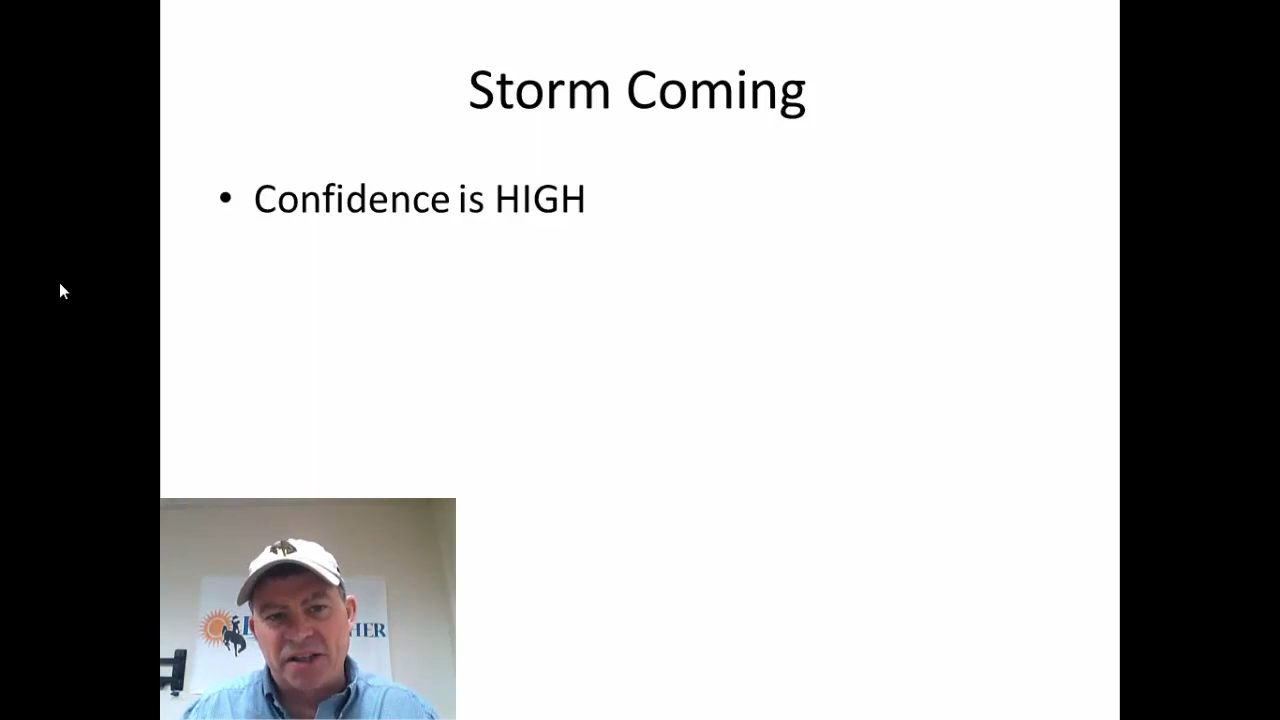 Storm Coming
• Confidence is HIGH